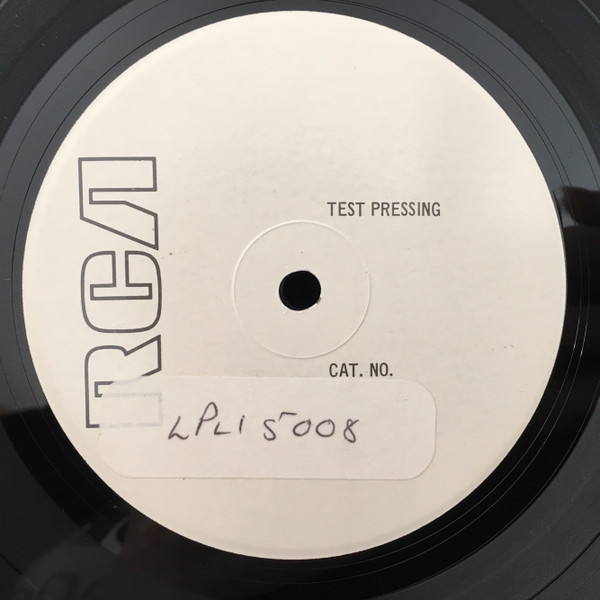 RCA
TEST PRESSING
CAT. NO.
LPL1 5008